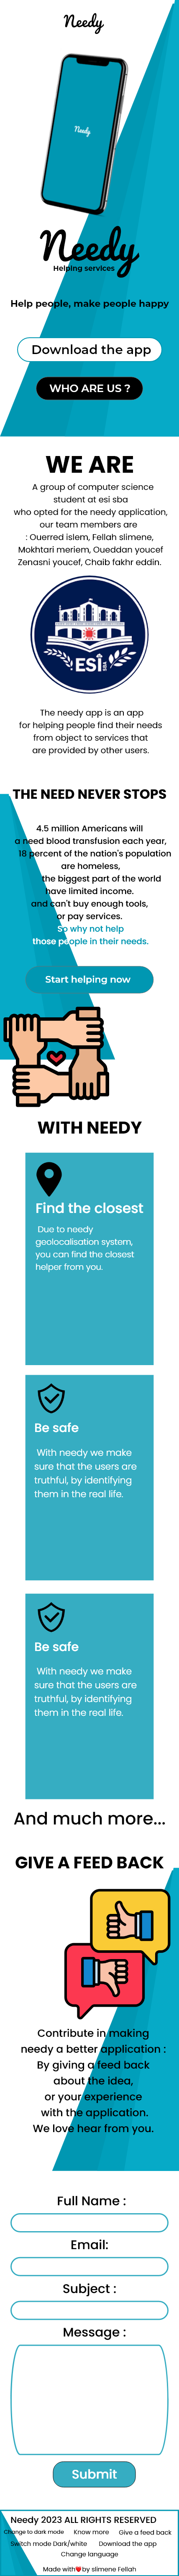 Needy
Needy
Needy
Helping services
Help people, make people happy
Download the app
WHO ARE US ?
WE ARE
A group of computer science
student at esi sba
who opted for the needy application,
our team members are
: Ouerred islem, Fellah slimene,
Mokhtari meriem, Oueddan youcef
Zenasni youcef, Chaib fakhr eddin.
ESi
The needy app is an app
for helping people find their needs
from object to services that
are provided by other users.
THE NEED NEVER STOPS
4.5 million Americans will
a need blood transfusion each year,
18 percent of the nation's population
are homeless,
the biggest part of the world
have limited income.
and can't buy enough tools,
or pay services.
So why not help
those people in their needs.
Start helping now
WITH NEEDY
Find the closest
Due to needy
geolocalisation system,
you can find the closest
helper from you.
Be safe
With needy we make
sure that the users are
truthful, by identifying
them in the real life.
Be safe
With needy we make
sure that the users are
truthful, by identifying
them in the real life.
And much more...
GIVE A FEED BACK
Contribute in making
needy a better application :
By giving a feed back
about the idea,
or your experience
with the application.
We love hear from you.
Full Name :
Email:
Subject :
Message :
Submit
Needy 2023 ALL RIGHTS RESERVED
Change to dark mode Know more Give a feed back
Switch mode Dark/white Download the app
Change language
Made with❤by slimene Fellah